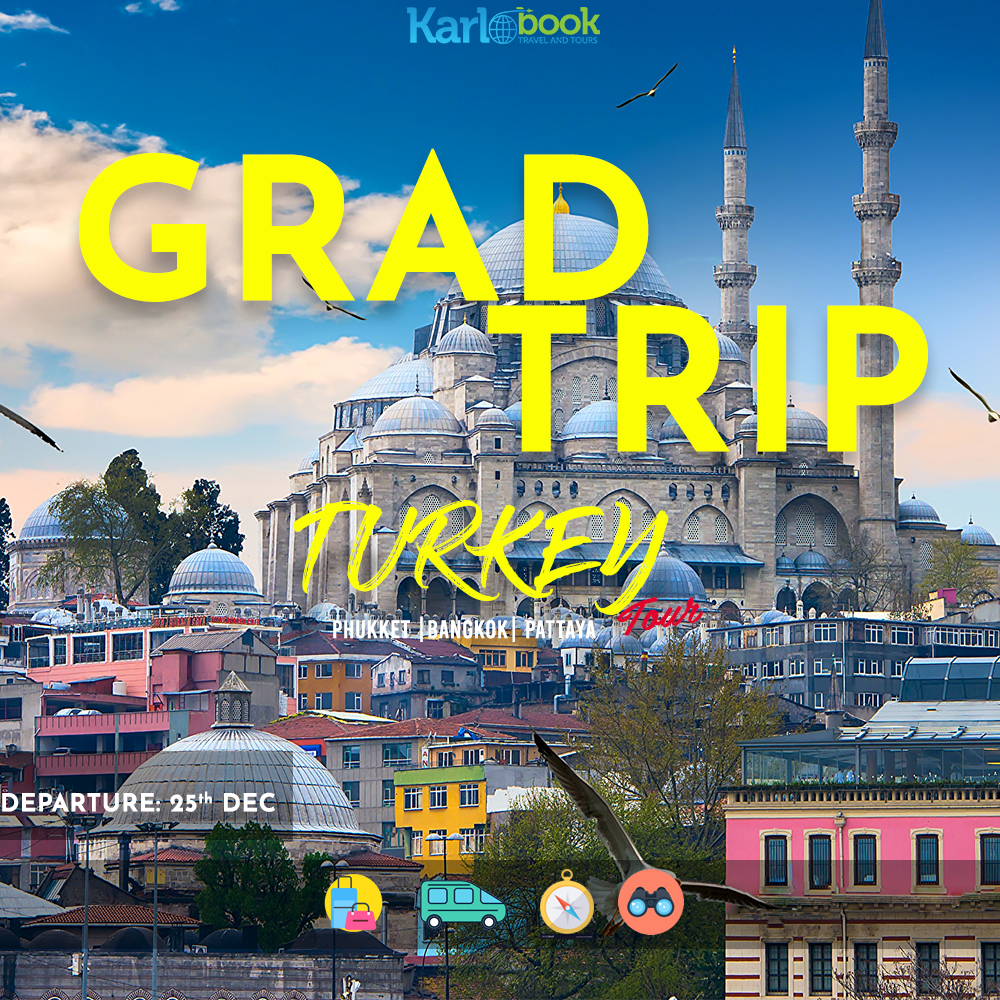 Karlobook
TRAVEL AND TOURS
GRAD
TRIP
TURKEY
Tour
PHUKKET |BANGKOK| PATTAYA
DEPARTURE: 25th DEC